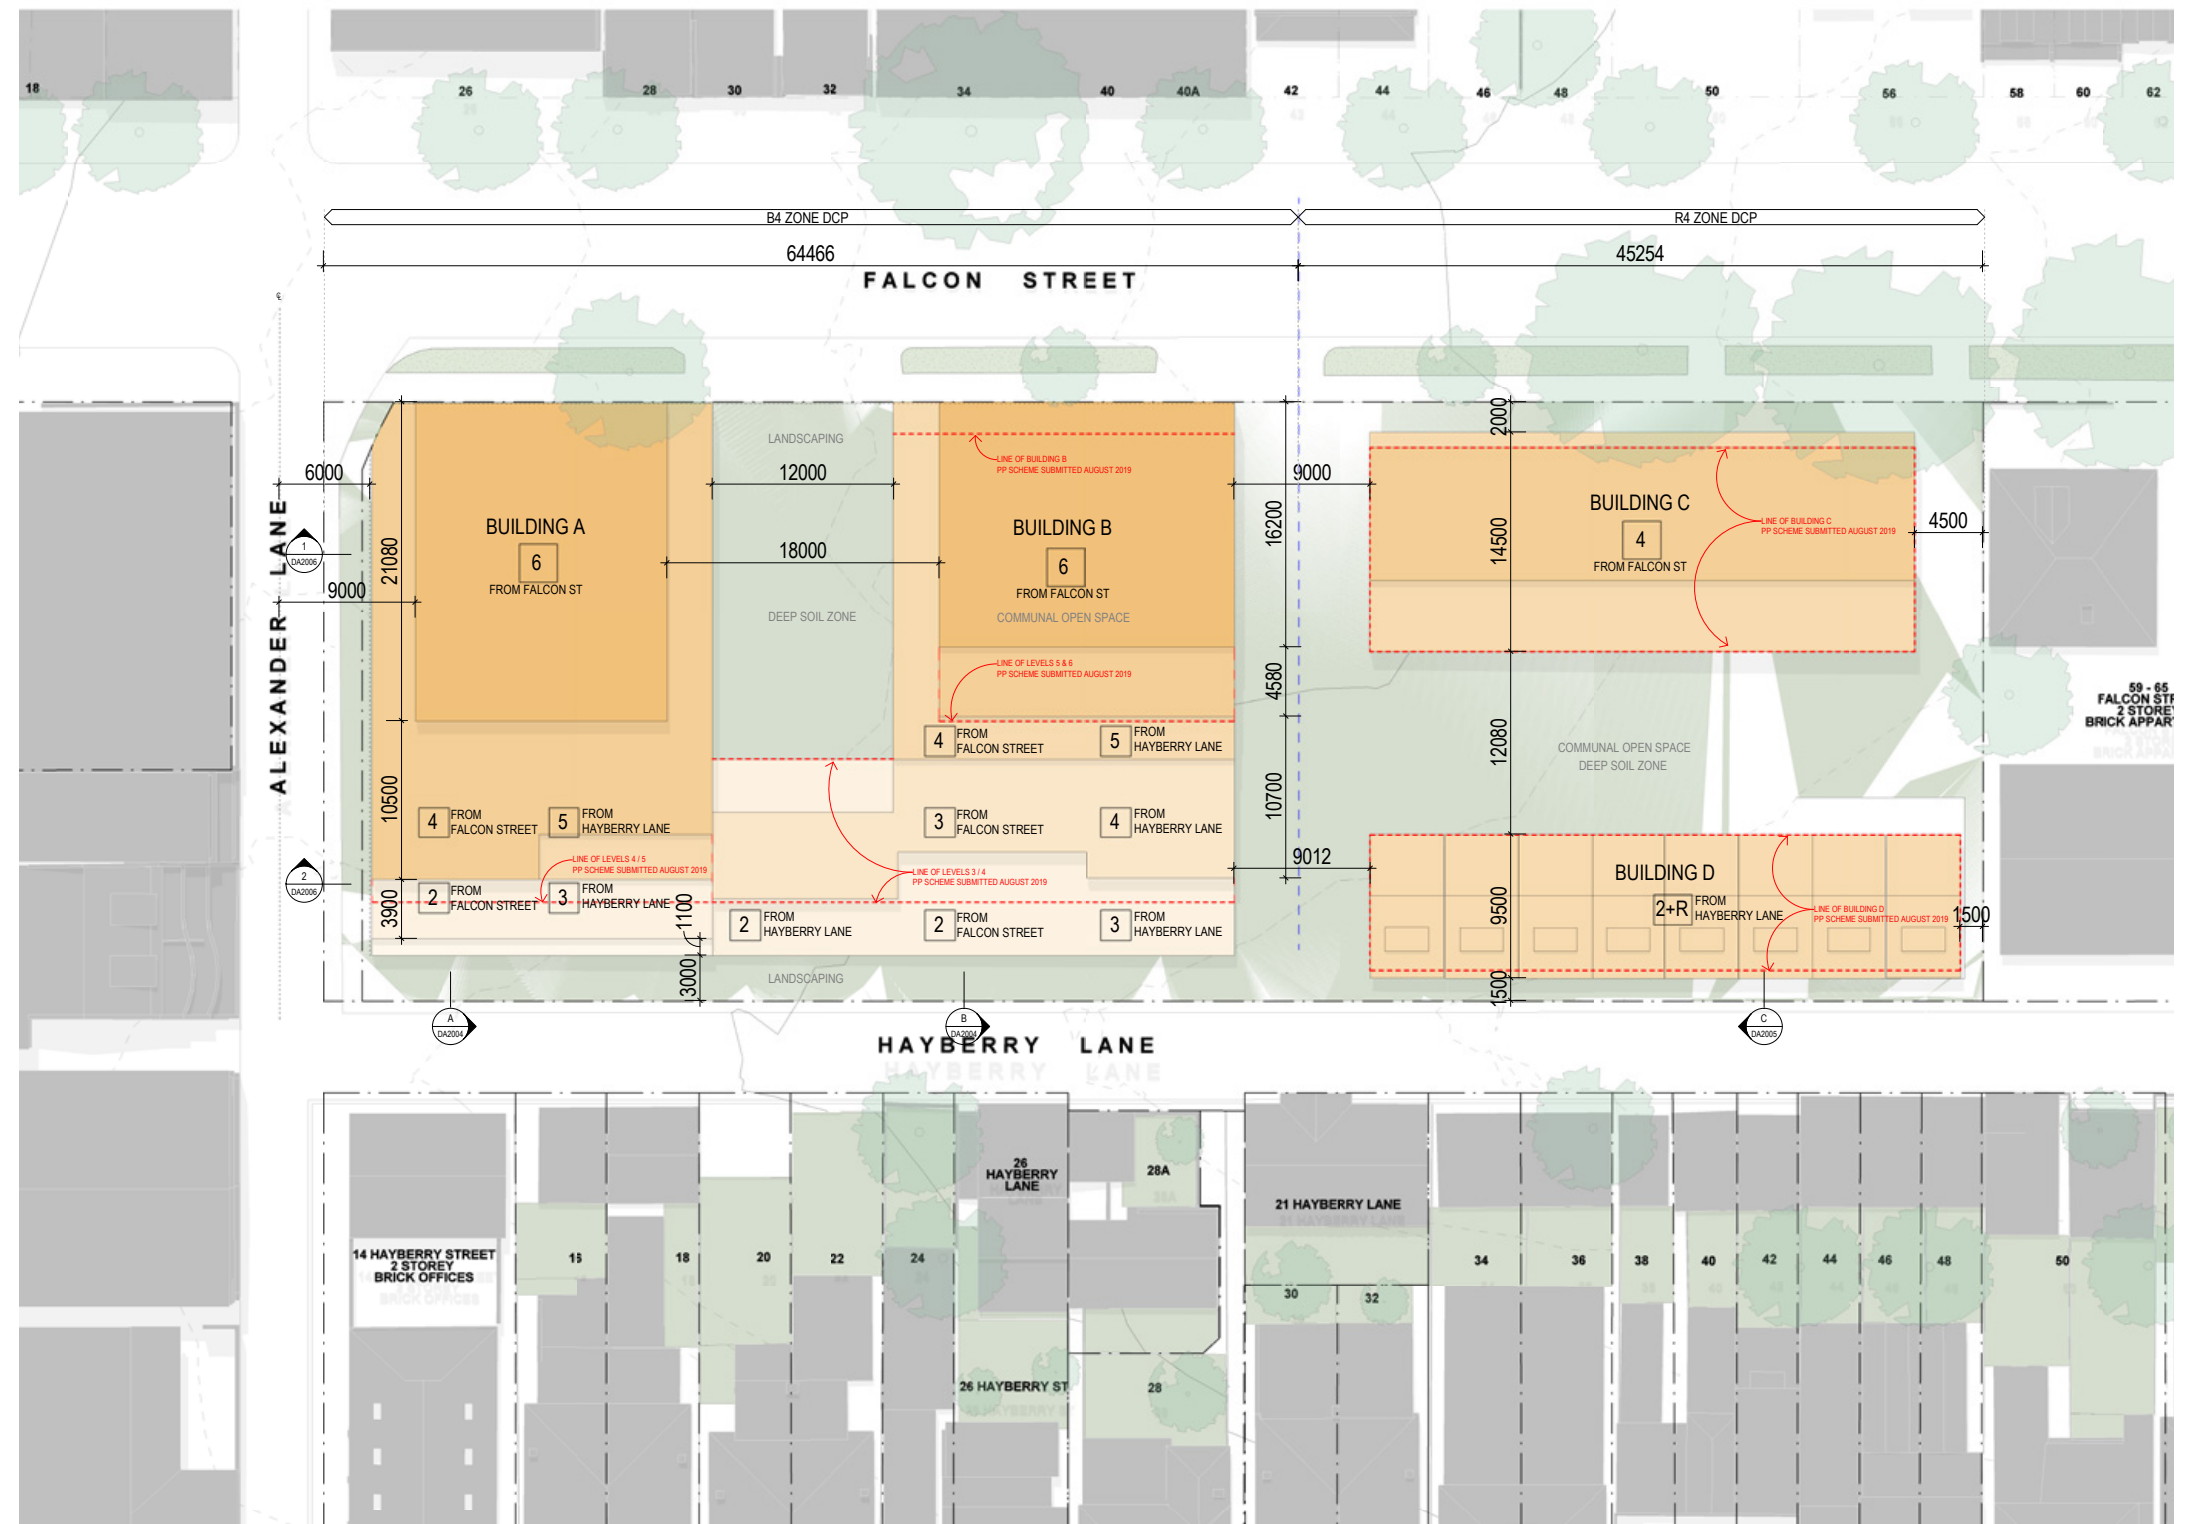 18
26
28
30
32
34
40
40A
42
44
46
48
50
56
58
60
62
B4 ZONE DCP
R4 ZONE DCP
64466
45254
FALCON STREET
LANDSCAPING
LINE OF BUILDING B
PP SCHEME SUBMITTED AUGUST 2019
2000
6000
12000
9000
BUILDING A
6
FROM FALCON ST
BUILDING B
6
FROM FALCON ST
COMMUNAL OPEN SPACE
BUILDING C
4
FROM FALCON ST
LINE OF BUILDING C
PP SCHEME SUBMITTED AUGUST 2019
4500
16200
14500
21080
18000
9000
1
DA2006
ALEXANDER LANE
DEEP SOIL ZONE
LINE OF LEVELS 5 & 6
PP SCHEME SUBMITTED AUGUST 2019
4580
59 - 65
FALCON STR
2 STOREY
BRICK APPAR
4 FROM
FALCON STREET
5 FROM
HAYBERRY LANE
12080
COMMUNAL OPEN SPACE
DEEP SOIL ZONE
10500
10700
4 FROM
FALCON STREET
5 FROM
HAYBERRY LANE
3 FROM
FALCON STREET
4 FROM
HAYBERRY LANE
LINE OF LEVELS 4 / 5
PP SCHEME SUBMITTED AUGUST 2019
LINE OF LEVELS 3 / 4
PP SCHEME SUBMITTED AUGUST 2019
9012
BUILDING D
2+R FROM
HAYBERRY LANE
LINE OF BUILDING D
PP SCHEME SUBMITTED AUGUST 2019
1500
9500
2
DA2006
3900
2 FROM
FALCON STREET
3 FROM
HAYBERRY LANE
1100
2 FROM
HAYBERRY LANE
2 FROM
FALCON STREET
3 FROM
HAYBERRY LANE
3000
LANDSCAPING
1500
A
DA2004
B
DA2004
C
DA2005
HAYBERRY LANE
26
HAYBERRY
LANE
28A
21 HAYBERRY LANE
14 HAYBERRY STREET
2 STOREY
BRICK OFFICES
16
18
20
22
24
34
36
38
40
42
44
46
48
50
30
32
26 HAYBERRY ST
28